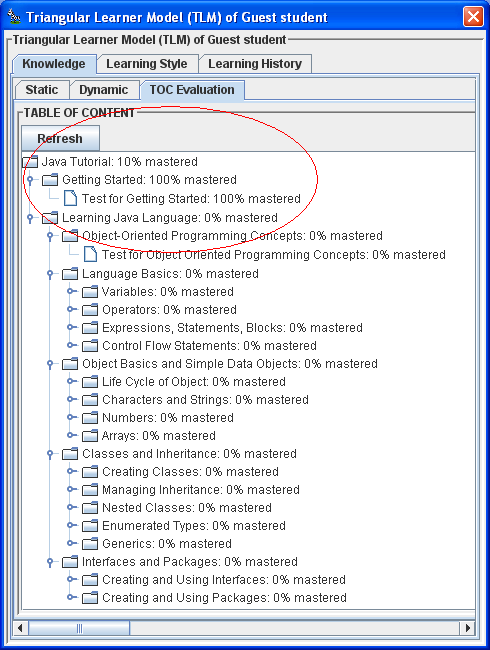 Triangular Learner Model (TLM) of Guest student
Triangular Learner Model (TLM) of Guest student
Knowledge Learning Style Learning History
Static Dynamic TOC Evaluation
TABLE OF CONTENT
Refresh
Java Tutorial: 10% mastered
Getting Started: 100% mastered
Test for Getting Started: 100% mastered
Learning Java Language: 0% mastered
Object-Oriented Programming Concepts: 0% mastered
Test for Object Oriented Programming Concepts: 0% mastered
Language Basics: 0% mastered
Variables: 0% mastered
Operators: 0% mastered
Expressions, Statements, Blocks: 0% mastered
Control Flow Statements: 0% mastered
Object Basics and Simple Data Objects: 0% mastered
Life Cycle of Object: 0% mastered
Characters and Strings: 0% mastered
Numbers: 0% mastered
Arrays: 0% mastered
Classes and Inheritance: 0% mastered
Creating Classes: 0% mastered
Managing Inheritance: 0% mastered
Nested Classes: 0% mastered
Enumerated Types: 0% mastered
Generics: 0% mastered
Interfaces and Packages: 0% mastered
Creating and Using Interfaces: 0% mastered
Creating and Using Packages: 0% mastered